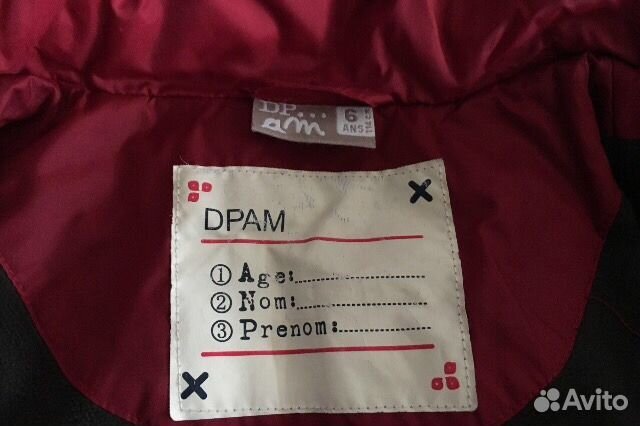 DP...
am
6
ANS
DPAM
① Age:
② Nom:
③ Prenom:
Avito